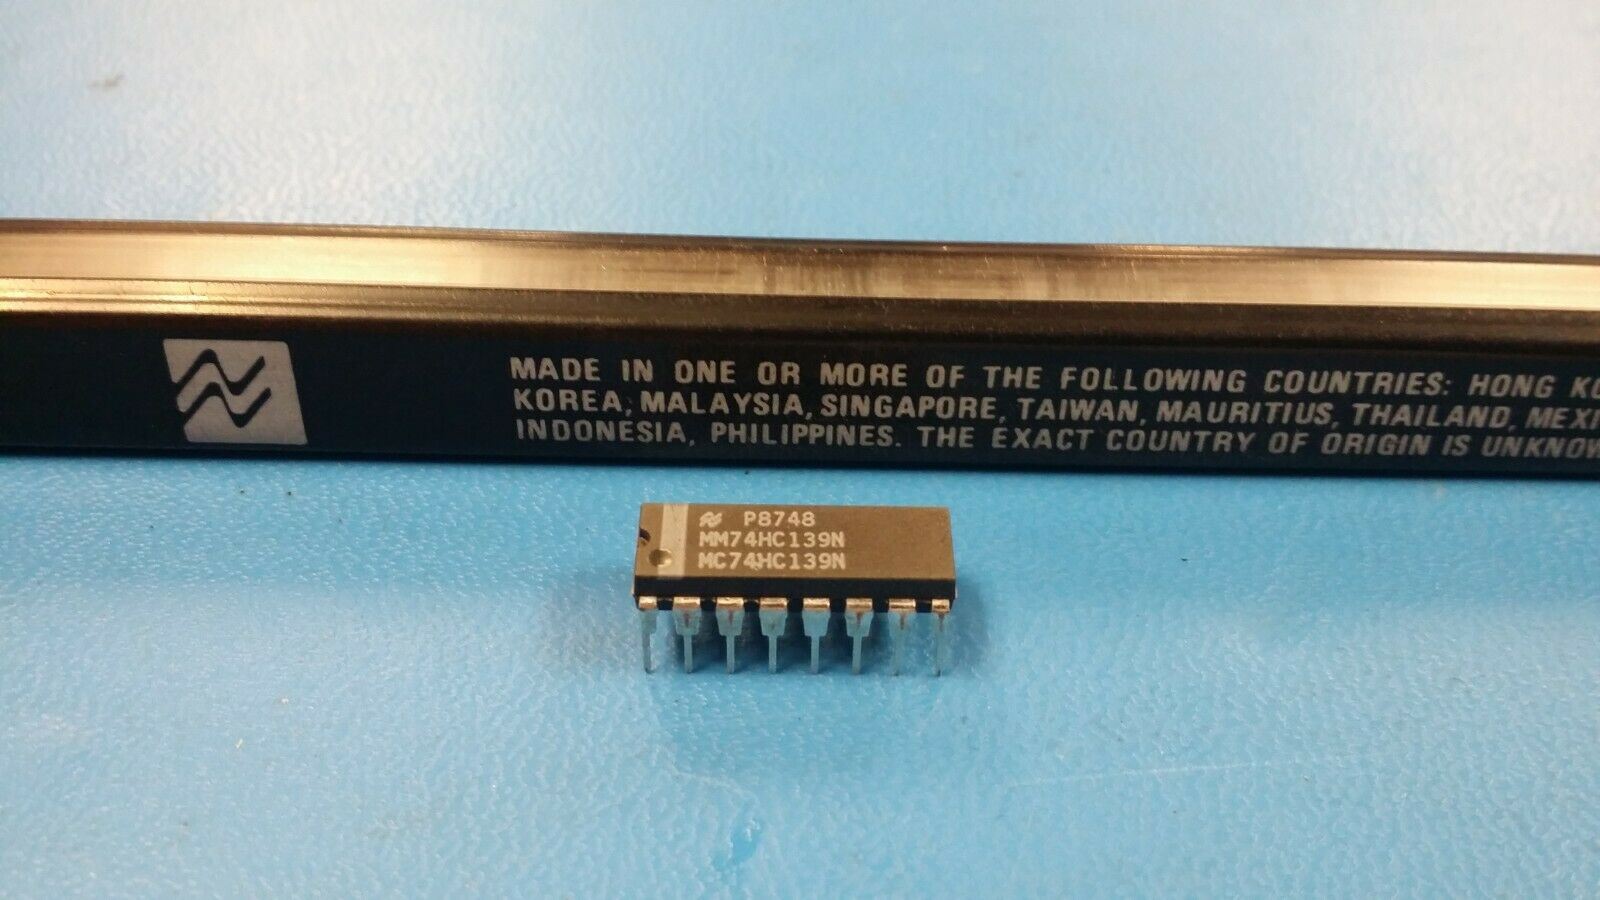 MADE IN ONE OR MORE OF THE FOLLOWING COUNTRIES: HONG
KOREA, MALAYSIA, SINGAPORE, TAIWAN, MAURITIUS, THAILAND,
INDONESIA, PHILIPPINES. THE EXACT COUNTRY OF ORIGIN IS
P8748
MM74HC139N
MC74HC139N